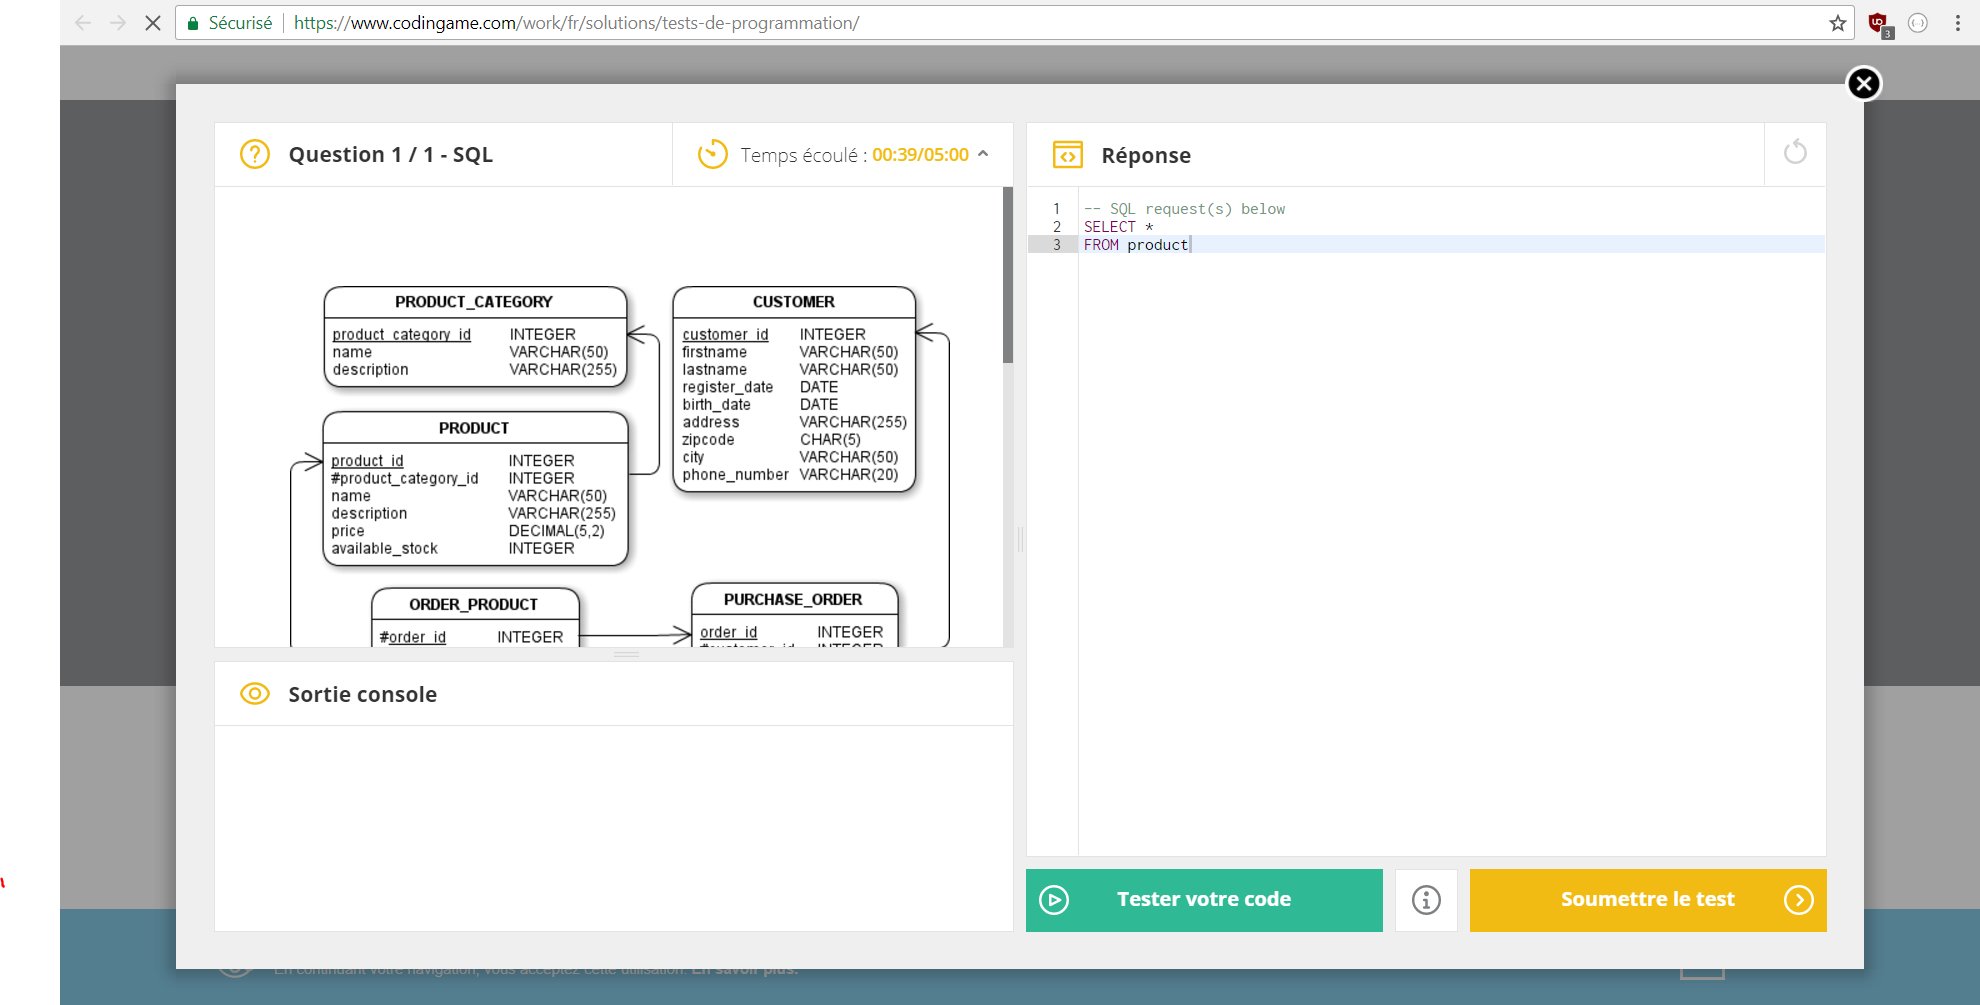 Sécurisé https://www.codingame.com/work/fr/solutions/tests-de-programmation/
3
Question 1 / 1 - SQL
Temps écoulé : 00:39/05:00
PRODUCT_CATEGORY
product_category_id INTEGER
name VARCHAR(50)
description VARCHAR(255)
CUSTOMER
customer_id INTEGER
firstname VARCHAR(50)
lastname VARCHAR(50)
register_date DATE
birth_date DATE
address VARCHAR(255)
zipcode CHAR(5)
city VARCHAR(50)
phone_number VARCHAR(20)
PRODUCT
product_id INTEGER
#product_category_id INTEGER
name VARCHAR(50)
description VARCHAR(255)
price DECIMAL(5,2)
available_stock INTEGER
ORDER_PRODUCT
#order_id INTEGER
PURCHASE_ORDER
order_id INTEGER
#customer_id INTEGER
Sortie console
Réponse
1 -- SQL request(s) below
2 SELECT *
3 FROM product
Tester votre code
Soumettre le test
En continuant votre navigation, vous acceptez cette utilisation. En savoir plus.